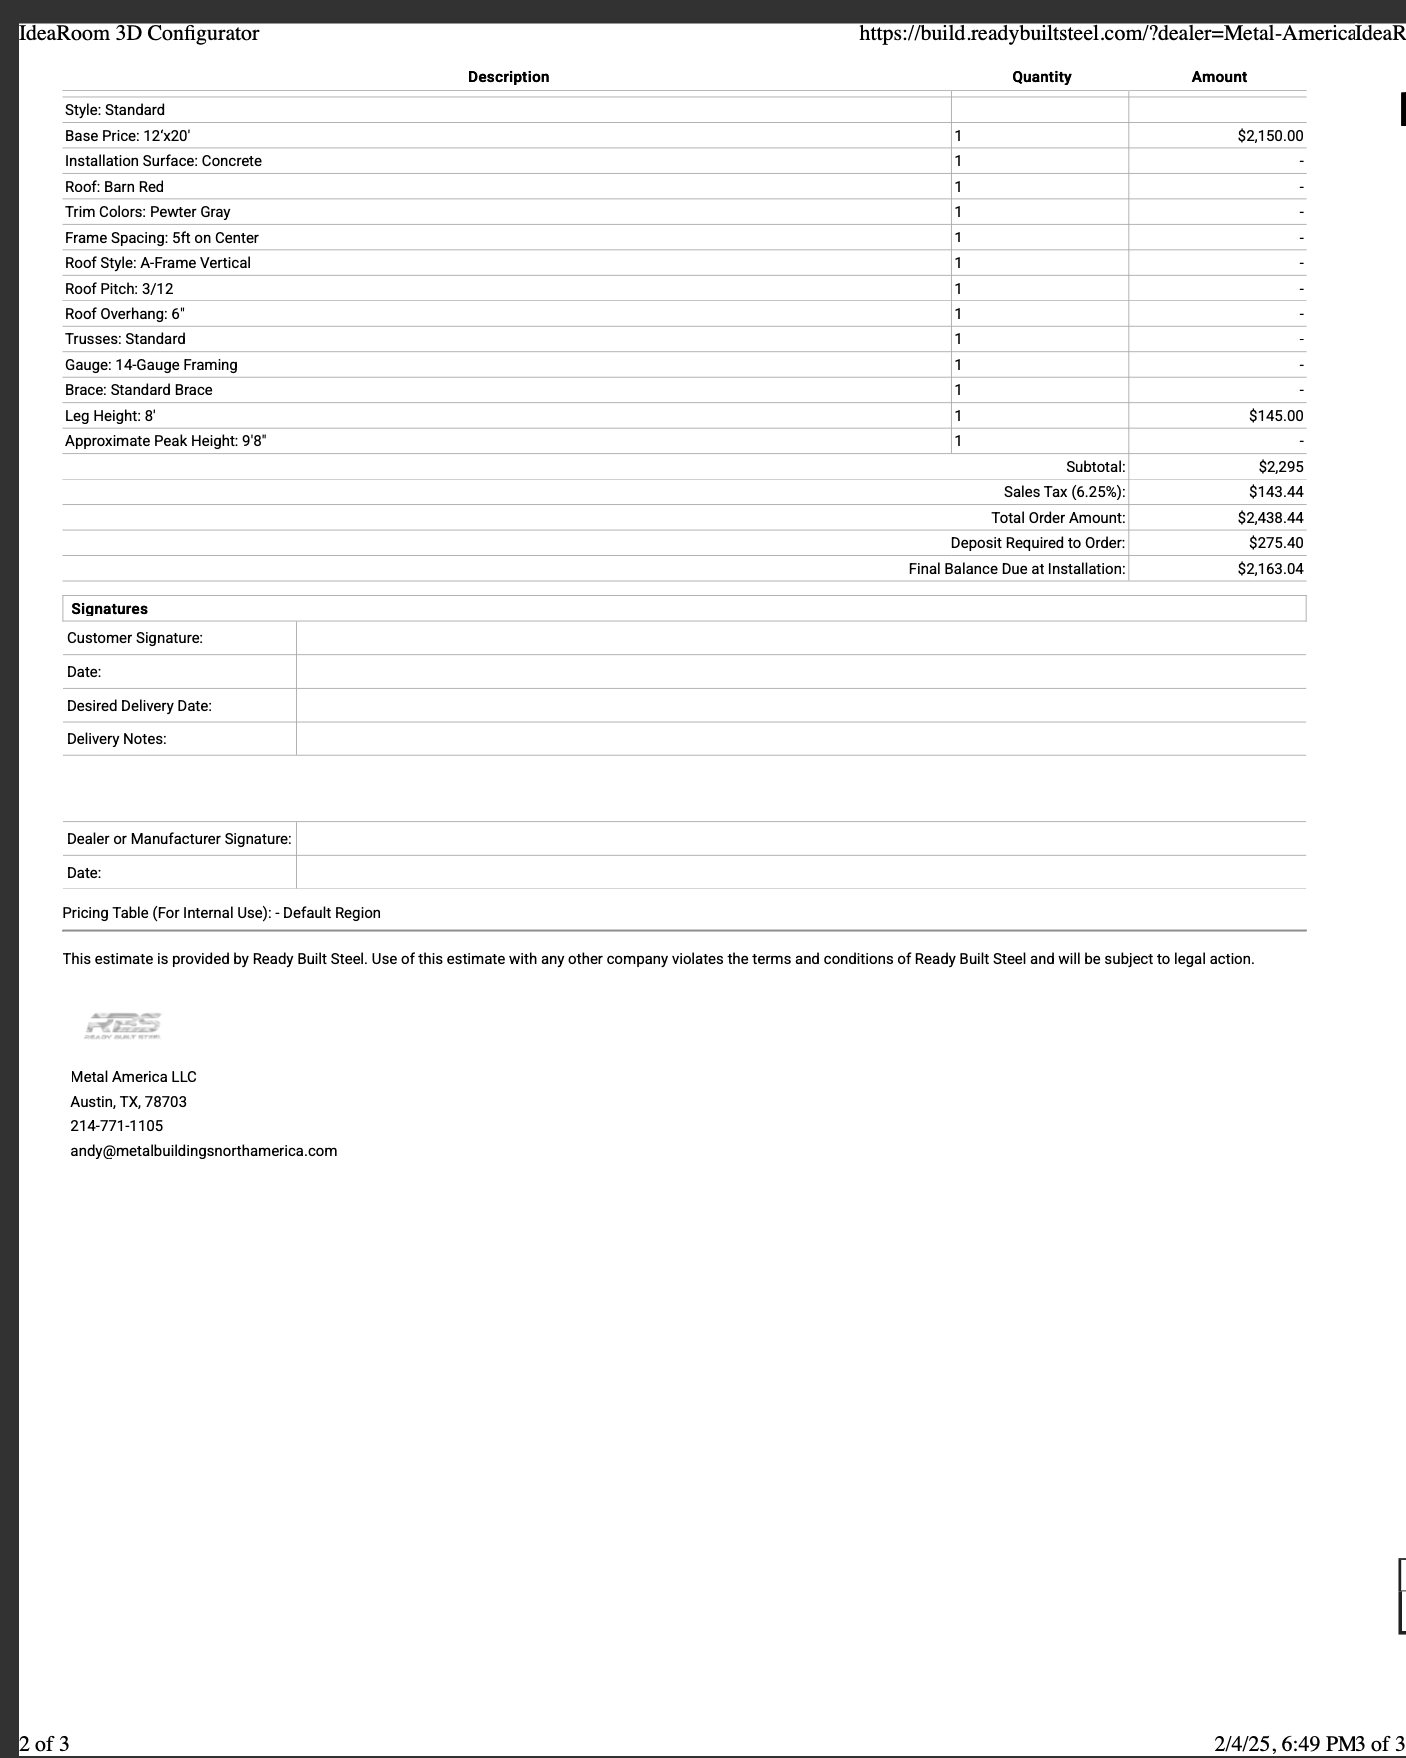 IdeaRoom 3D Configurator https://build.readybuiltsteel.com/?dealer=Metal-AmericaIdeaR
Description Quantity Amount
Style: Standard
Base Price: 12'x20' 1 $2,150.00
Installation Surface: Concrete 1 -
Roof: Barn Red 1 -
Trim Colors: Pewter Gray 1 -
Frame Spacing: 5ft on Center 1 -
Roof Style: A-Frame Vertical 1 -
Roof Pitch: 3/12 1 -
Roof Overhang: 6" 1 -
Trusses: Standard 1 -
Gauge: 14-Gauge Framing 1 -
Brace: Standard Brace 1 -
Leg Height: 8' 1 $145.00
Approximate Peak Height: 9'8" 1 -
Subtotal: $2,295
Sales Tax (6.25%): $143.44
Total Order Amount: $2,438.44
Deposit Required to Order: $275.40
Final Balance Due at Installation: $2,163.04
Signatures
Customer Signature:
Date:
Desired Delivery Date:
Delivery Notes:
Dealer or Manufacturer Signature:
Date:
Pricing Table (For Internal Use): - Default Region
This estimate is provided by Ready Built Steel. Use of this estimate with any other company violates the terms and conditions of Ready Built Steel and will be subject to legal action.
RBS
READY BUILT STEEL
Metal America LLC
Austin, TX, 78703
214-771-1105
andy@metalbuildingsnorthamerica.com
2 of 3 2/4/25, 6:49 PM3 of 3